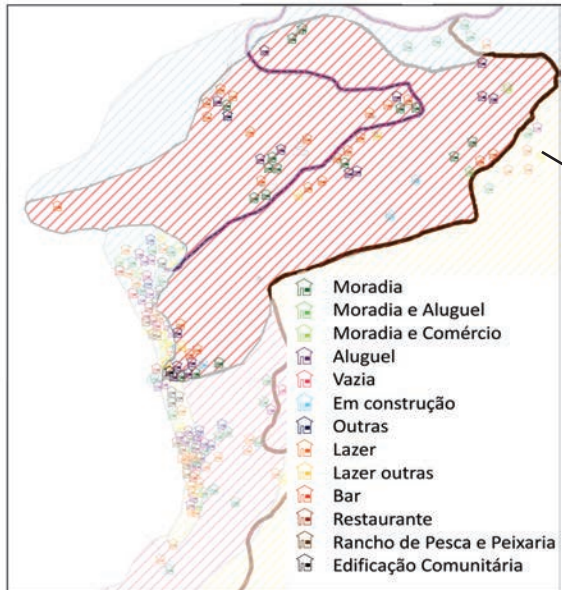 Moradia
Moradia e Aluguel
Moradia e Comércio
Aluguel
Vazia
Em construção
Outras
Lazer
Lazer outras
Bar
Restaurante
Rancho de Pesca e Peixaria
Edificação Comunitária